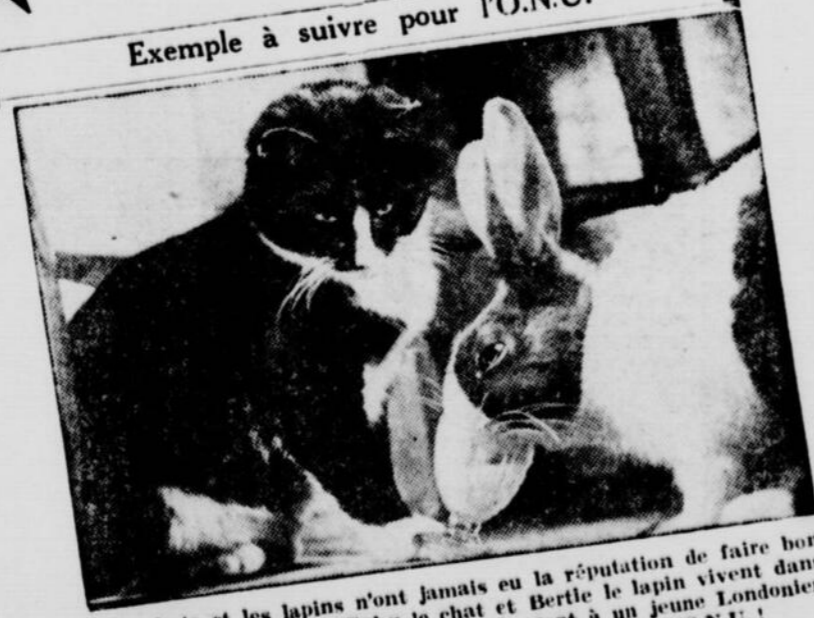 Exemple à suivre pour l'O.N.U.
et les lapins n'ont jamais eu la réputation de faire bon
le chat et Bertie le lapin vivent dans
à un jeune Londonien